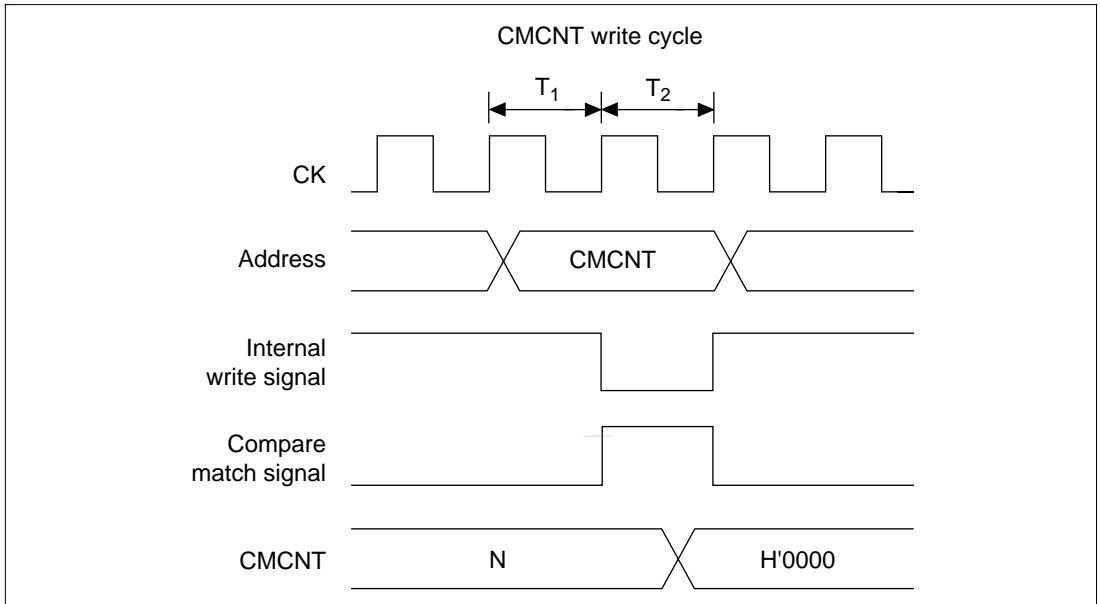 CMCNT write cycle
T1 T2
CK
Address
CMCNT
Internal
write signal
Compare
match signal
CMCNT
N
H'0000